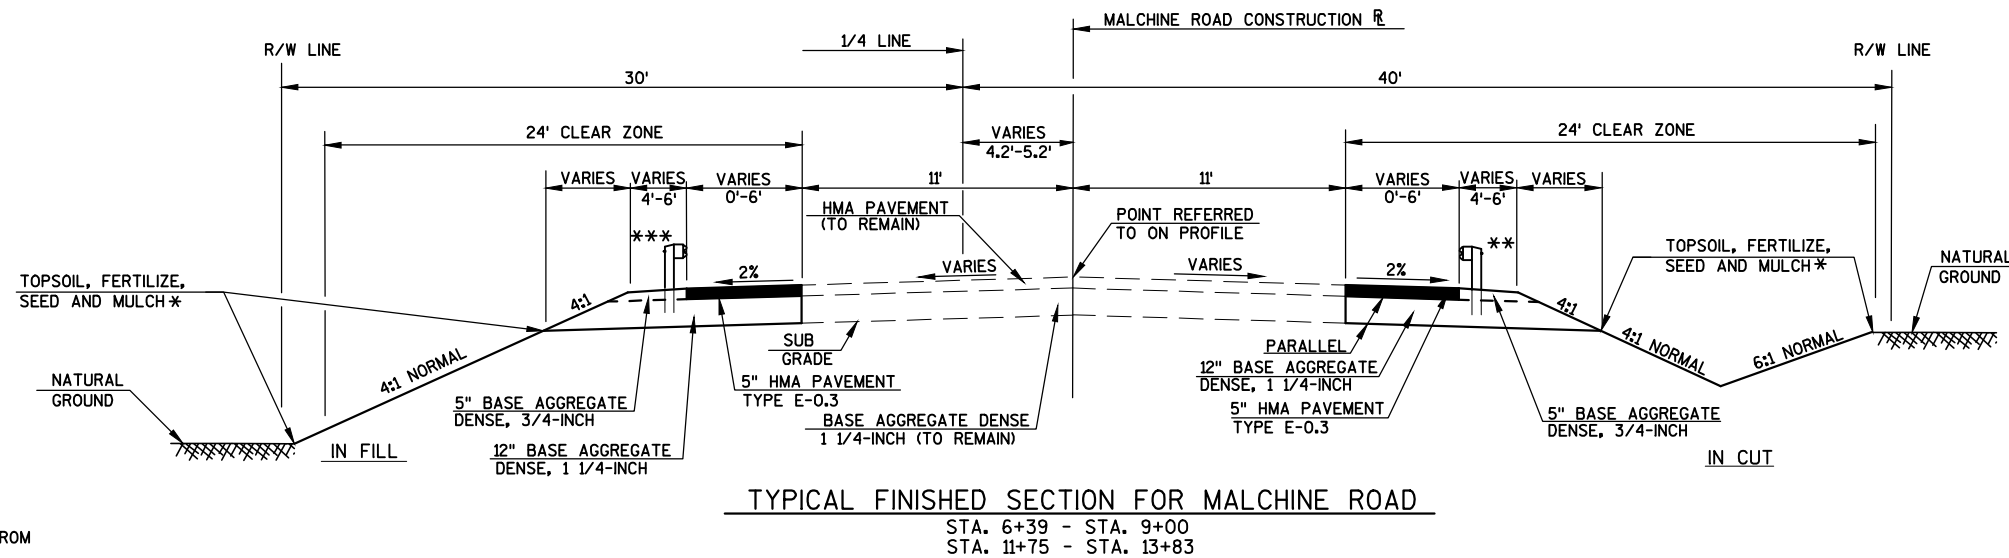 MALCHINE ROAD CONSTRUCTION RL
1/4 LINE
R/W LINE
R/W LINE
30'
40'
24' CLEAR ZONE
VARIES
4.2'-5.2'
24' CLEAR ZONE
VARIES
VARIES
4'-6'
VARIES
0'-6'
11'
11'
VARIES
0'-6'
VARIES
4'-6'
VARIES
HMA PAVEMENT
(TO REMAIN)
POINT REFERRED
TO ON PROFILE
***
**
TOPSOIL, FERTILIZE,
SEED AND MULCH *
NATURAL
GROUND
TOPSOIL, FERTILIZE,
SEED AND MULCH *
4:1
2%
VARIES
VARIES
2%
4:1
SUB
GRADE
PARALLEL
4:1 NORMAL
4:1 NORMAL
6:1 NORMAL
NATURAL
GROUND
5" HMA PAVEMENT
TYPE E-0.3
12" BASE AGGREGATE
DENSE, 1 1/4-INCH
5" BASE AGGREGATE
DENSE, 3/4-INCH
BASE AGGREGATE DENSE
1 1/4-INCH (TO REMAIN)
5" HMA PAVEMENT
TYPE E-0.3
5" BASE AGGREGATE
DENSE, 3/4-INCH
IN FILL
12" BASE AGGREGATE
DENSE, 1 1/4-INCH
IN CUT
TYPICAL FINISHED SECTION FOR MALCHINE ROAD
STA. 6+39 - STA. 9+00
STA. 11+75 - STA. 13+83
ROM